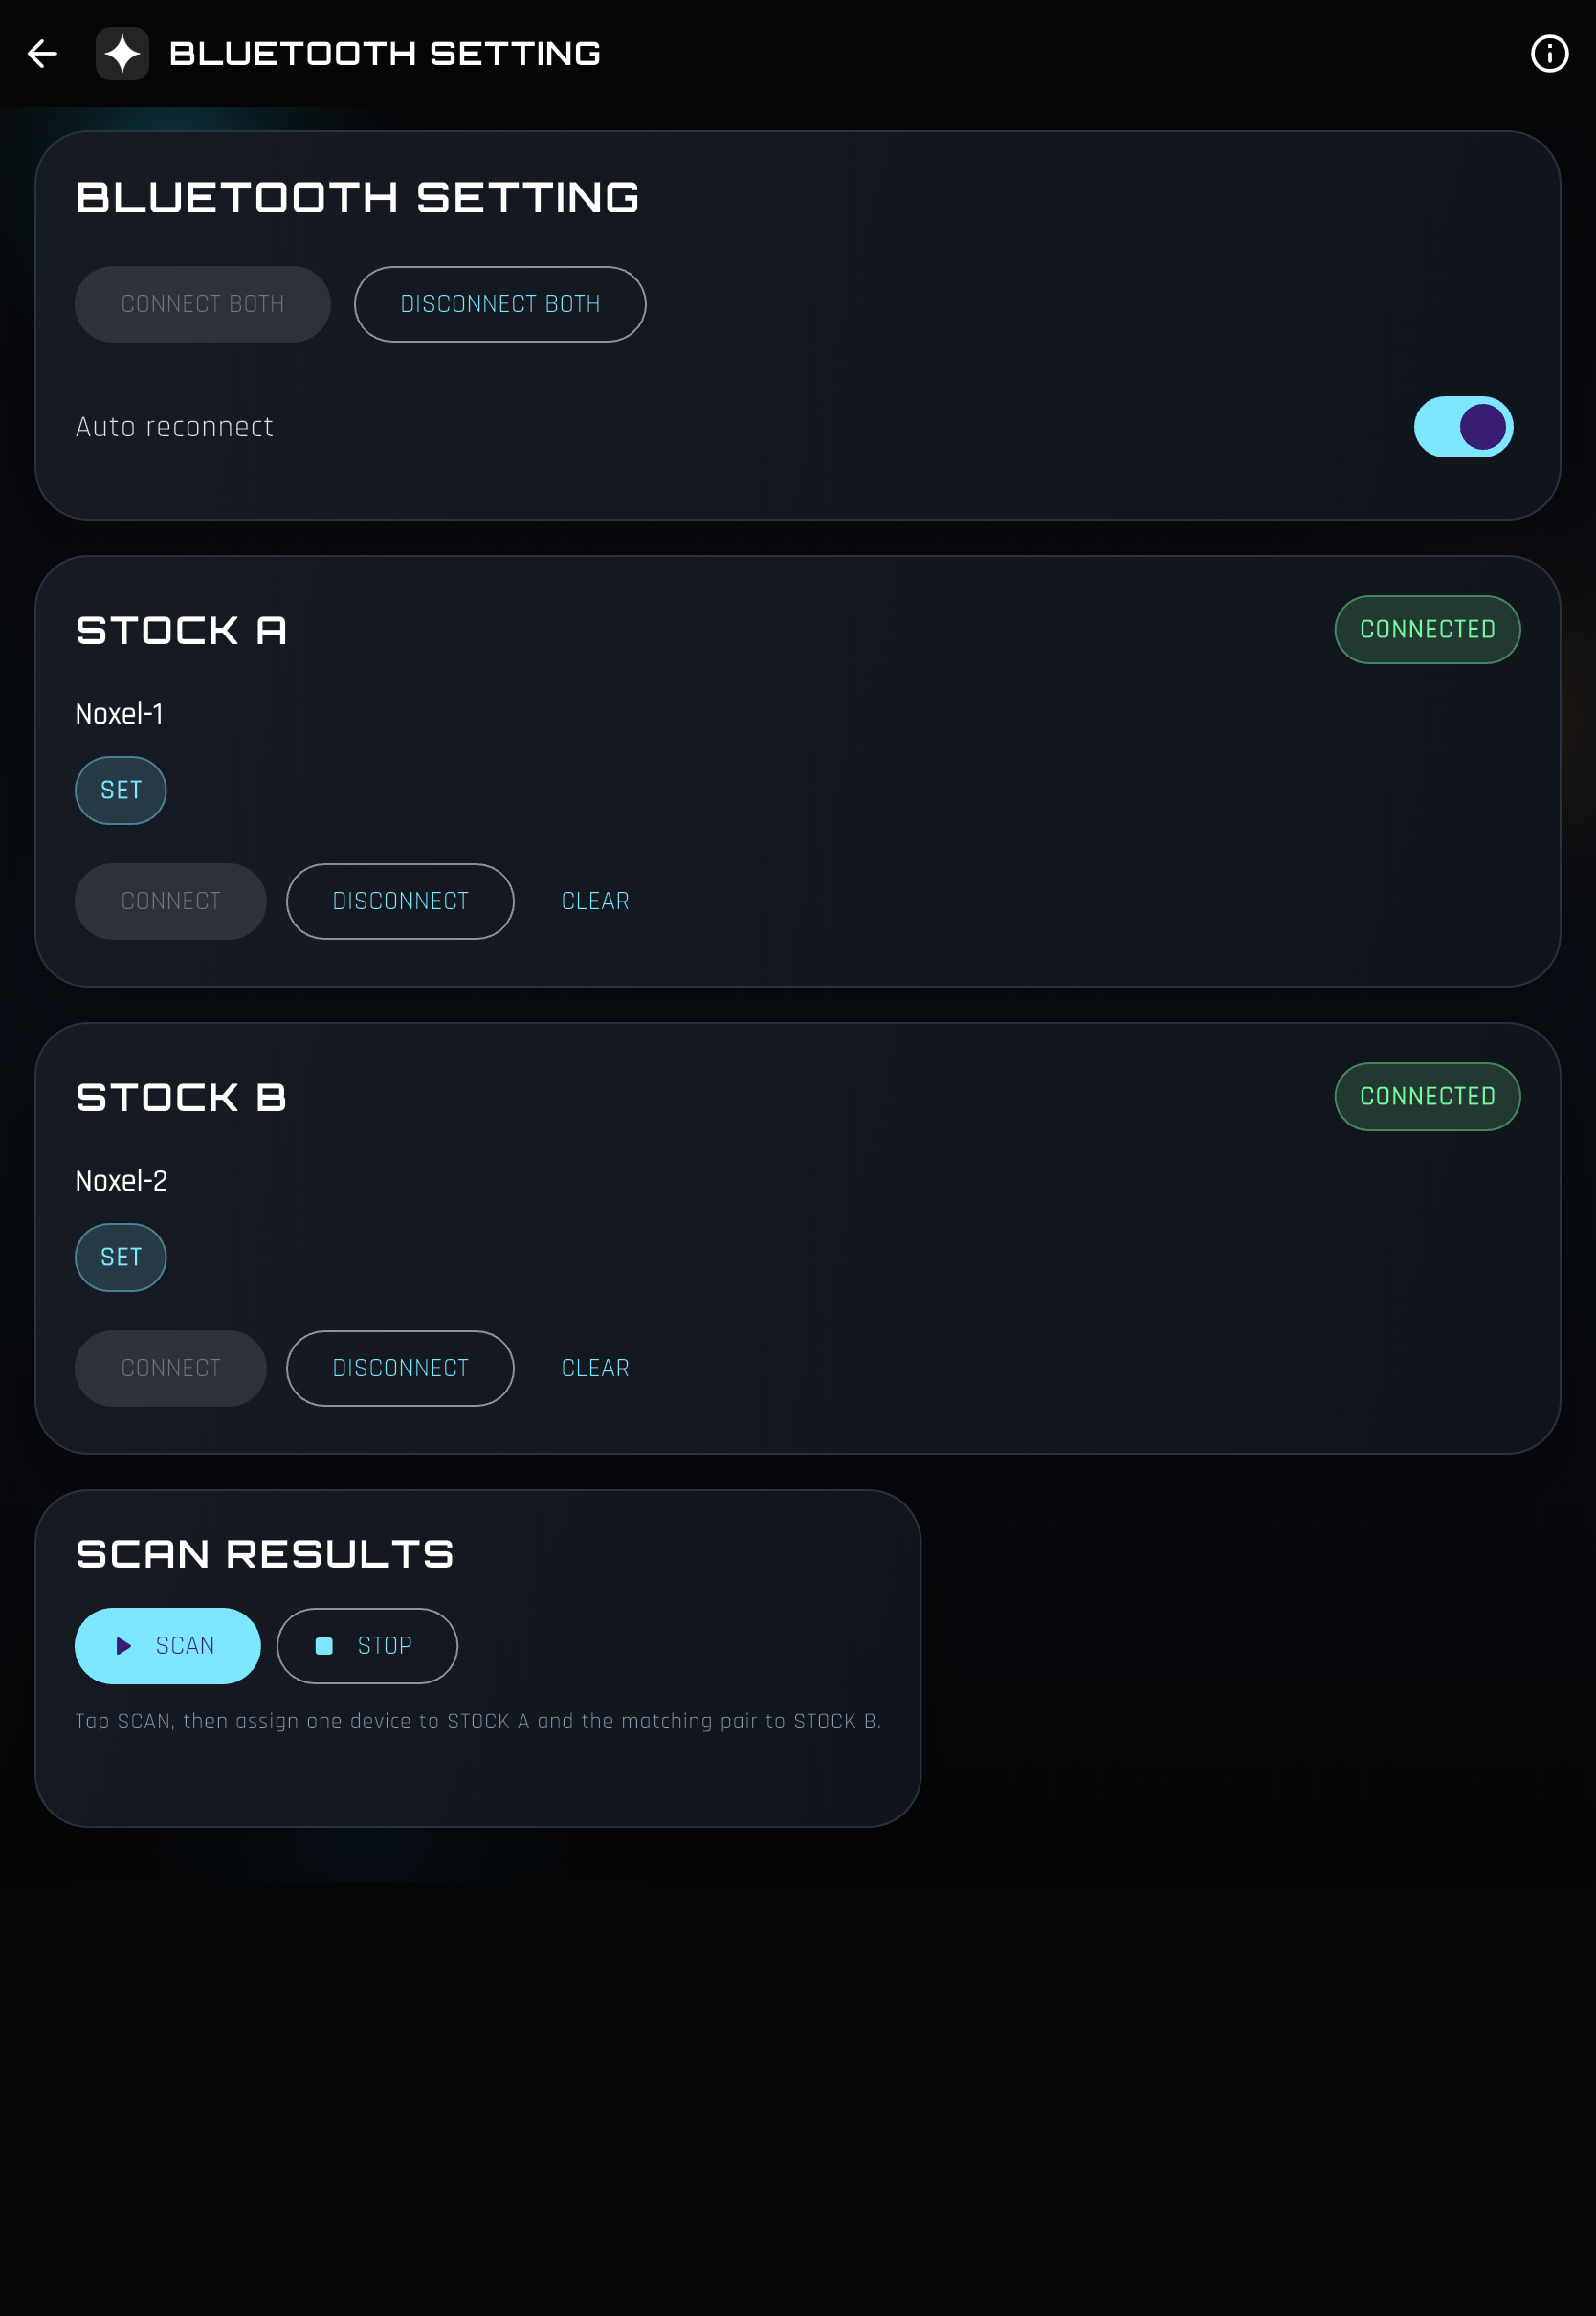 BLUETOOTH SETTING
BLUETOOTH SETTING
CONNECT BOTH DISCONNECT BOTH
Auto reconnect
STOCK A CONNECTED
Noxel-1
SET
CONNECT DISCONNECT CLEAR
STOCK B CONNECTED
Noxel-2
SET
CONNECT DISCONNECT CLEAR
SCAN RESULTS
SCAN STOP
Tap SCAN, then assign one device to STOCK A and the matching pair to STOCK B.